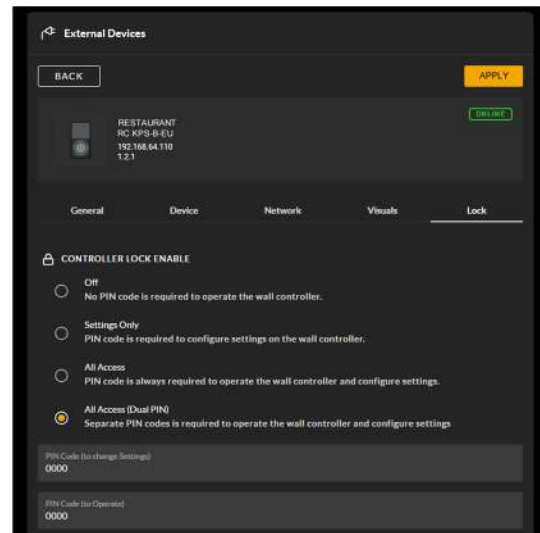 External Devices
BACK
APPLY
RESTAURANT
ONLINE
RC KPS-B-EU
192.168.64.110
1.2.1
General Device Network Visuals Lock
CONTROLLER LOCK ENABLE
Off
No PIN code is required to operate the wall controller.
Settings Only
PIN code is required to configure settings on the wall controller.
All Access
PIN code is always required to operate the wall controller and configure settings.
All Access (Dual PIN)
Separate PIN codes is required to operate the wall controller and configure settings
PIN Code (to change Settings)
0000
PIN Code (to Operate)
0000